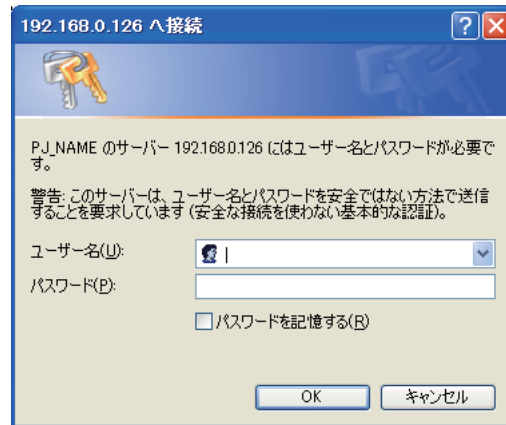 192.168.0.126 へ接続
PJ_NAME のサーバー 192.168.0.126 にはユーザー名とパスワードが必要で
す。
警告: このサーバーは、ユーザー名とパスワードを安全ではない方法で送信
することを要求しています (安全な接続を使わない基本的な認証)。
ユーザー名(U):
パスワード(P):
パスワードを記憶する(R)
OK
キャンセル